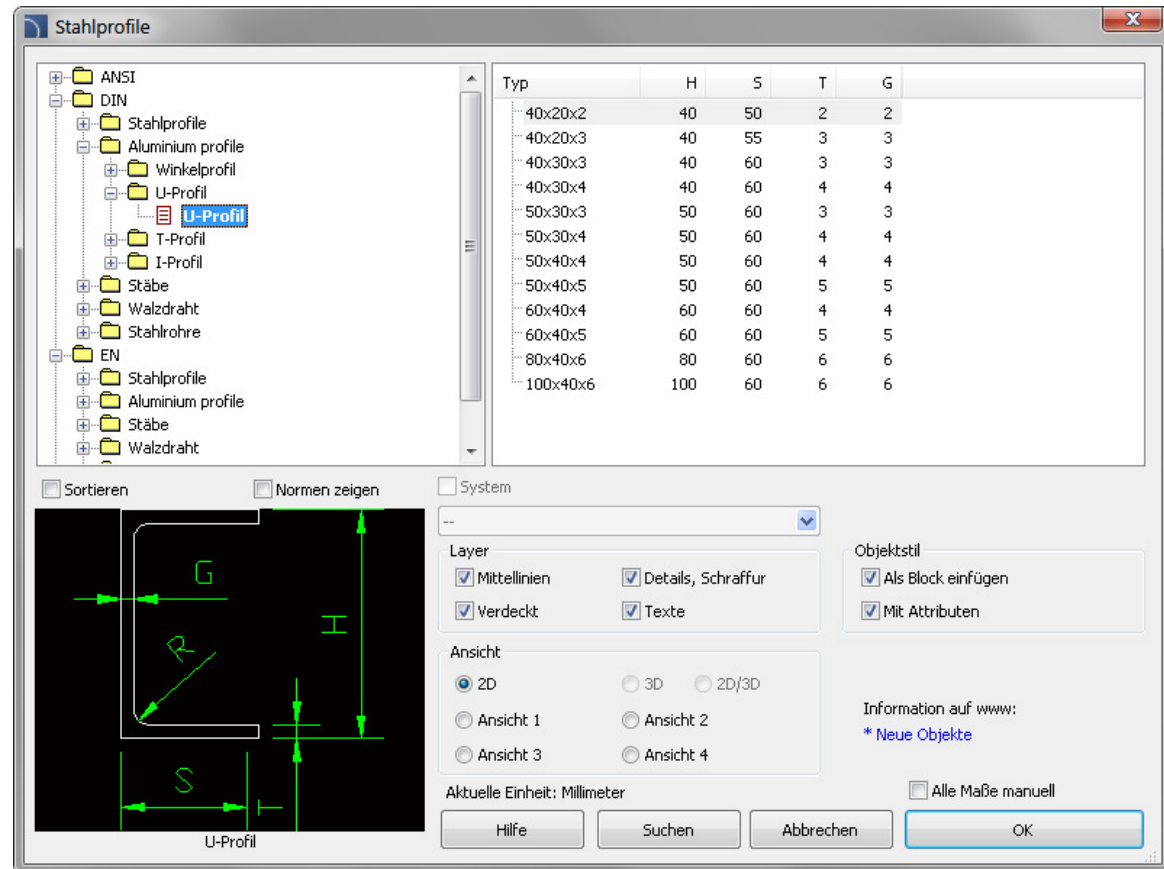 Stahlprofile
ANSI
DIN
Stahlprofile
Aluminium profile
Winkelprofil
U-Profil
U-Profil
T-Profil
I-Profil
Stäbe
Walzdraht
Stahlrohre
EN
Stahlprofile
Aluminium profile
Stäbe
Walzdraht
Typ H S T G
40x20x2 40 50 2 2
40x20x3 40 55 3 3
40x30x3 40 60 3 3
40x30x4 40 60 4 4
50x30x3 50 60 3 3
50x30x4 50 60 4 4
50x40x4 50 60 4 4
50x40x5 50 60 5 5
60x40x4 60 60 4 4
60x40x5 60 60 5 5
80x40x6 80 60 6 6
100x40x6 100 60 6 6
Sortieren Normen zeigen
G
H
R
S
T
U-Profil
System
--
Layer
Mittellinien Details, Schraffur
Verdeckt Texte
Objektstil
Als Block einfügen
Mit Attributen
Ansicht
2D 3D 2D/3D
Ansicht 1 Ansicht 2
Ansicht 3 Ansicht 4
Information auf www:
* Neue Objekte
Aktuelle Einheit: Millimeter
Alle Maße manuell
Hilfe Suchen Abbrechen OK